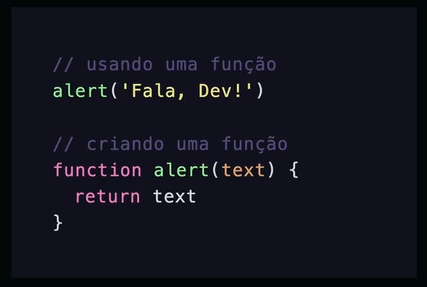 // usando uma função
alert('Fala, Dev!')
// criando uma função
function alert(text) {
return text
}